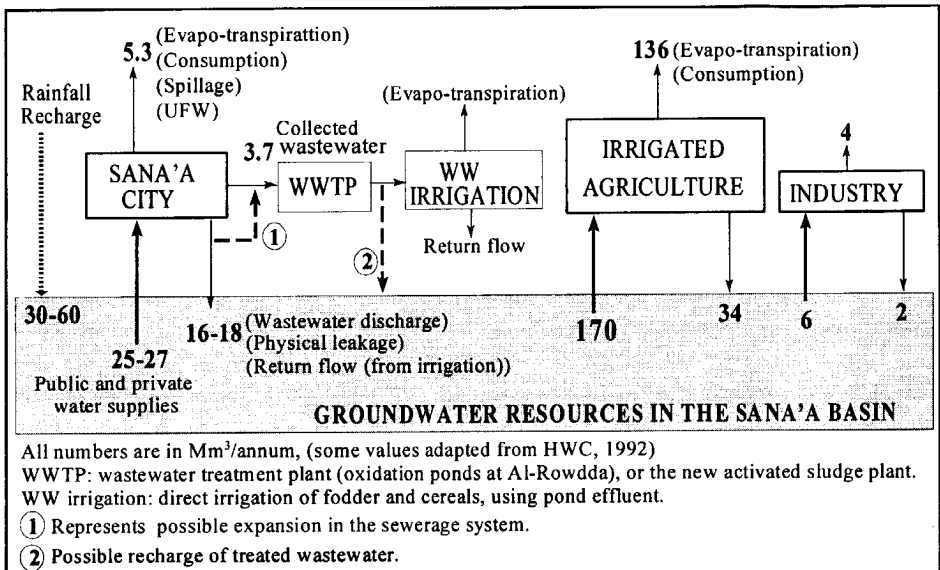 5.3 (Evapo-transpirattion)
(Consumption)
(Spillage)
(UFW)
Rainfall
Recharge
SANA'A
CITY
3.7
Collected
wastewater
WWTP
(Evapo-transpiration)
WW
IRRIGATION
Return flow
136 (Evapo-transpiration)
(Consumption)
IRRIGATED
AGRICULTURE
4
INDUSTRY
1
2
30-60
25-27
Public and private
water supplies
16-18 (Wastewater discharge)
(Physical leakage)
(Return flow (from irrigation))
170
34
6
2
GROUNDWATER RESOURCES IN THE SANA'A BASIN
All numbers are in Mm³/annum, (some values adapted from HWC, 1992)
WWTP: wastewater treatment plant (oxidation ponds at Al-Rowdda), or the new activated sludge plant.
WW irrigation: direct irrigation of fodder and cereals, using pond effluent.
1 Represents possible expansion in the sewerage system.
2 Possible recharge of treated wastewater.